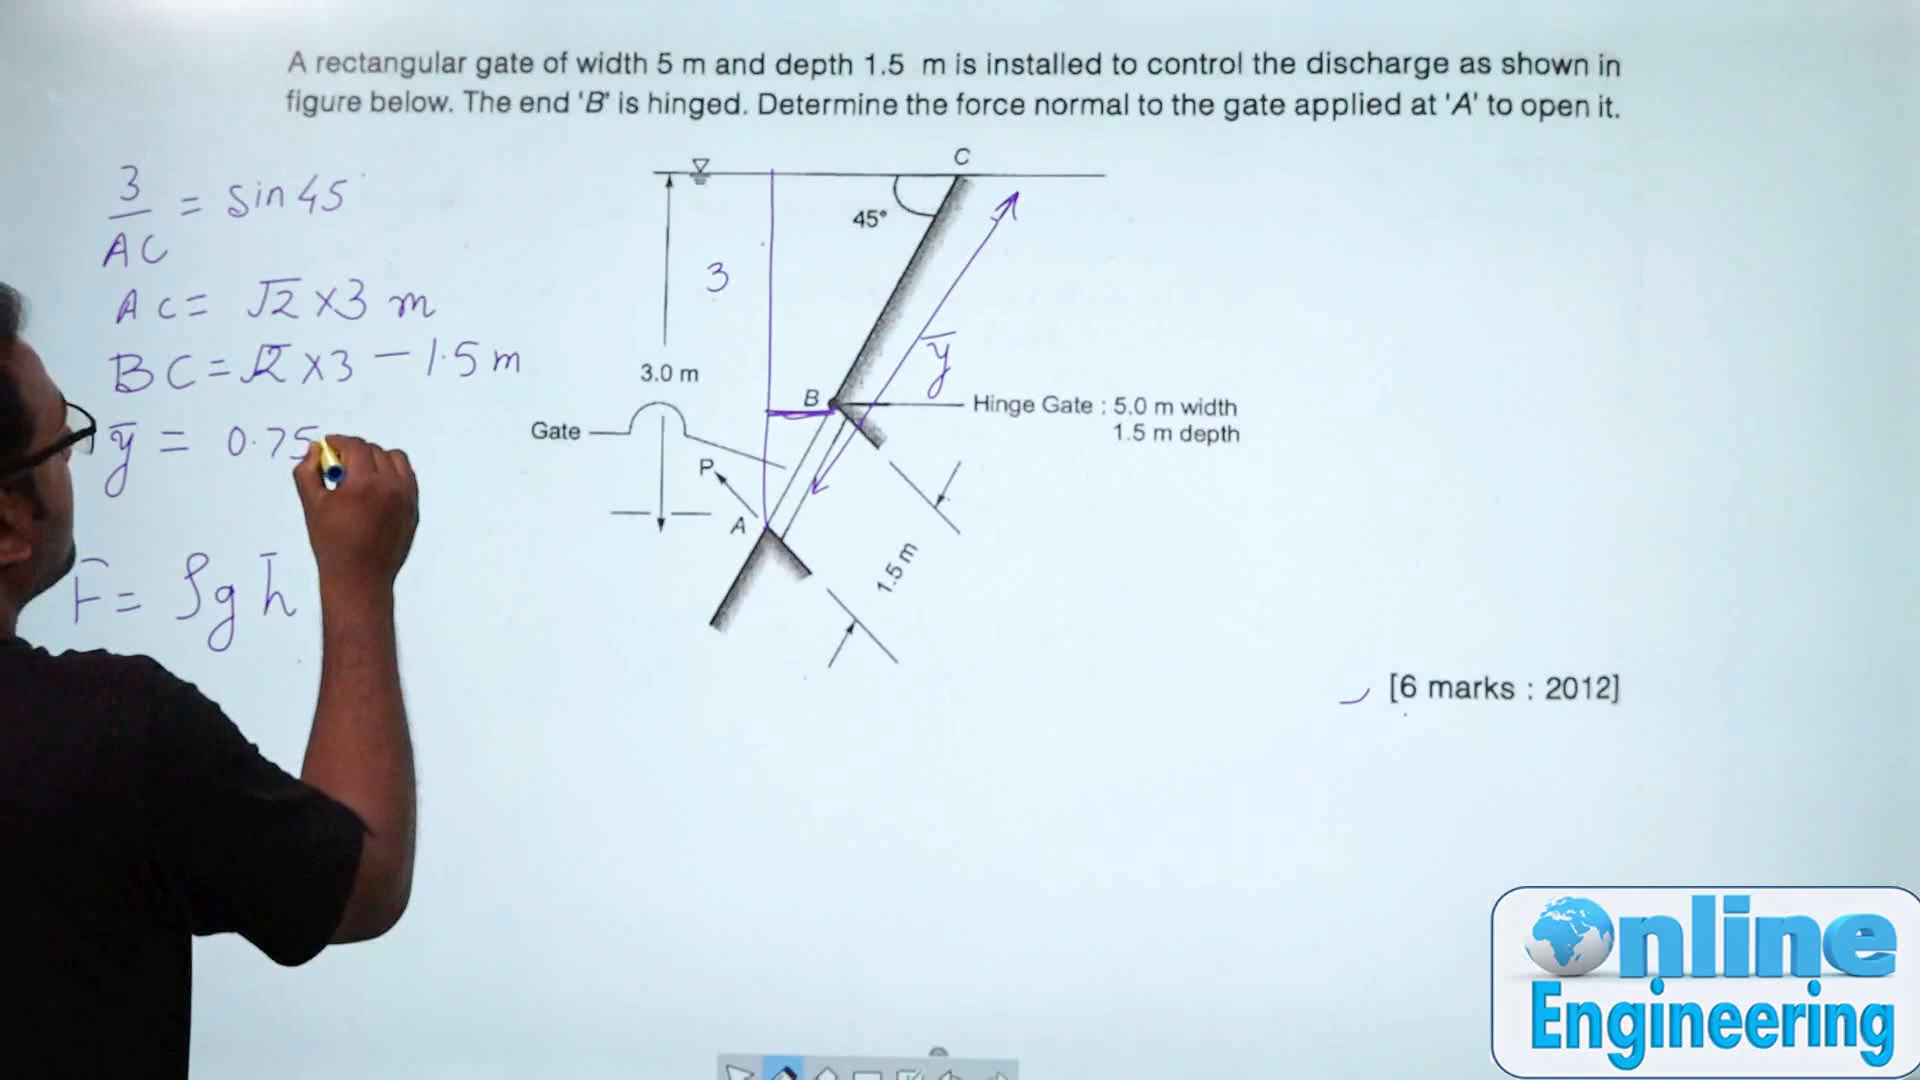 A rectangular gate of width 5 m and depth 1.5 m is installed to control the discharge as shown in
figure below. The end 'B' is hinged. Determine the force normal to the gate applied at 'A' to open it.
3/AC = Sin 45
AC = √2 × 3 m
BC = √2 × 3 - 1.5 m
ȳ = 0.75
F = ρg h̄
C
45°
3
3.0 m
ȳ
B
Hinge Gate : 5.0 m width
1.5 m depth
Gate
P
A
1.5 m
[6 marks : 2012]
Online
Engineering